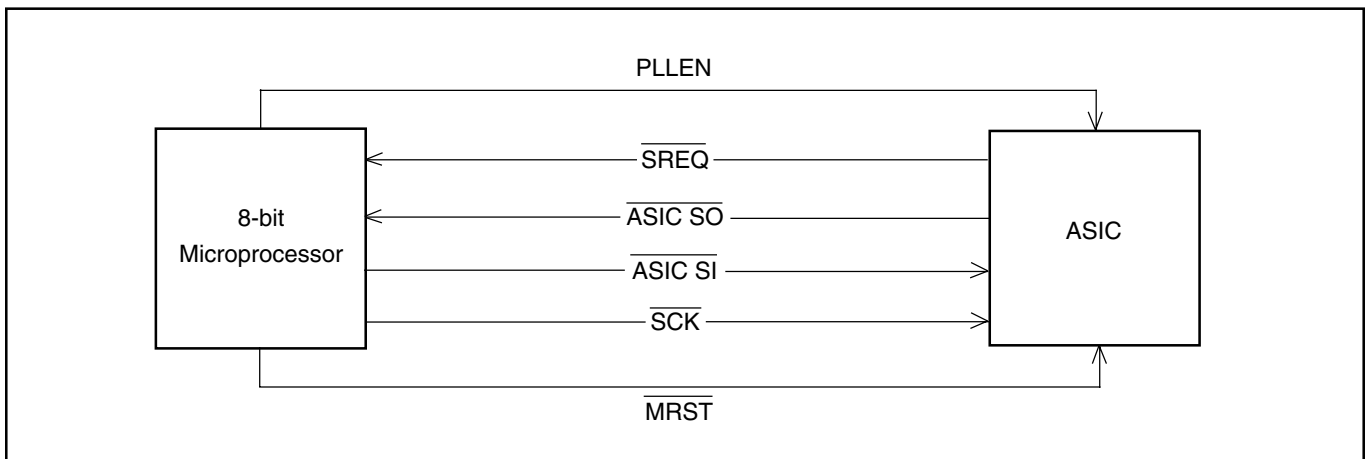 PLLEN
SREQ
8-bit
Microprocessor
ASIC SO
ASIC
ASIC SI
SCK
MRST